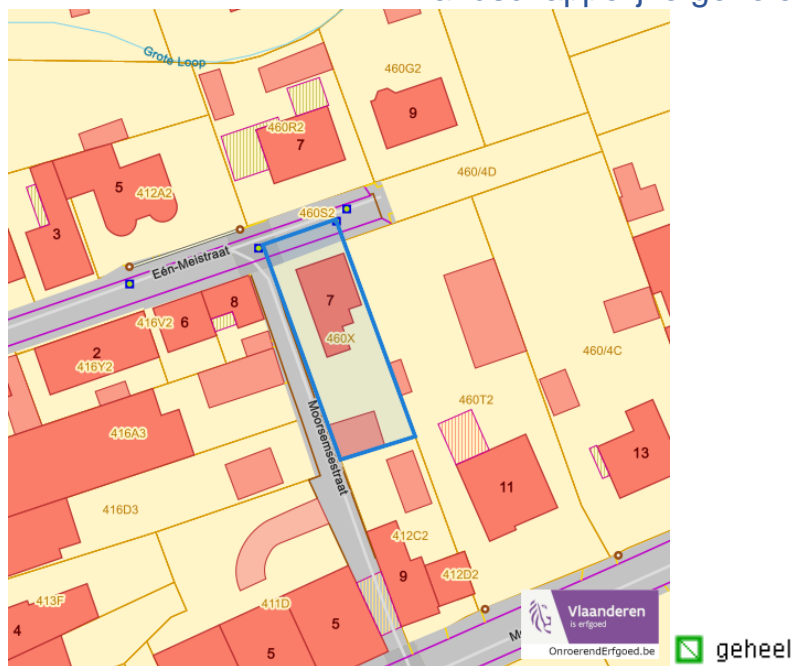 Grote Loop
460G2
9
460R2
7
460/4D
5
412A2
460S2
3
Eén-Meistraat
7
8
6
416V2
460X
2
416Y2
460/4C
460T2
416A3
Moorsemsestraat
13
11
416D3
412C2
9
412D2
413F
411D
4
5
5
Vlaanderen
is erfgoed
OnroerendErfgoed.be
geheel